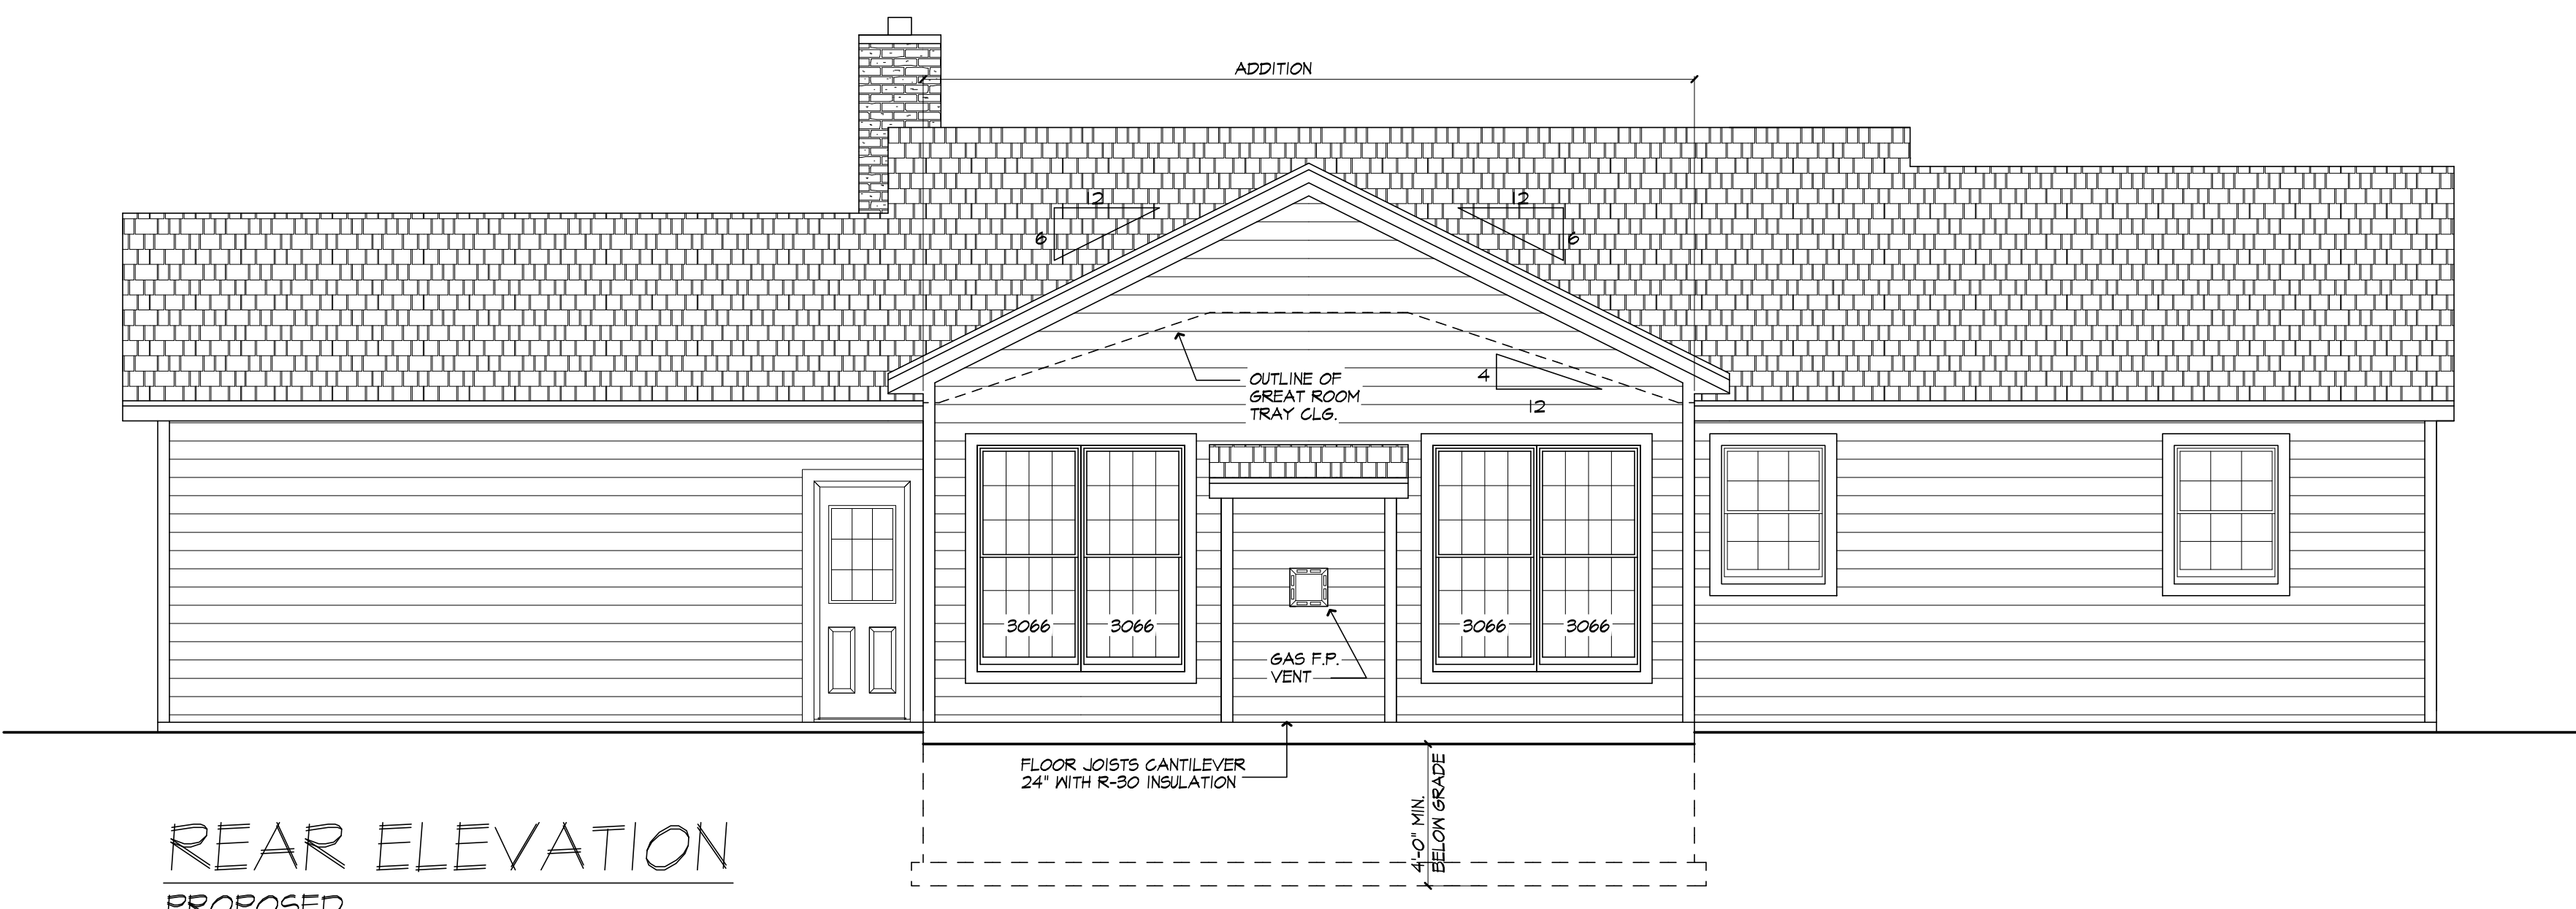 ADDITION
12
12
6
6
4
12
OUTLINE OF
GREAT ROOM
TRAY CLG.
3066
3066
3066
3066
GAS F.P.
VENT
FLOOR JOISTS CANTILEVER
24" WITH R-30 INSULATION
4'-0" MIN.
BELOW GRADE
REAR ELEVATION
PROPOSED